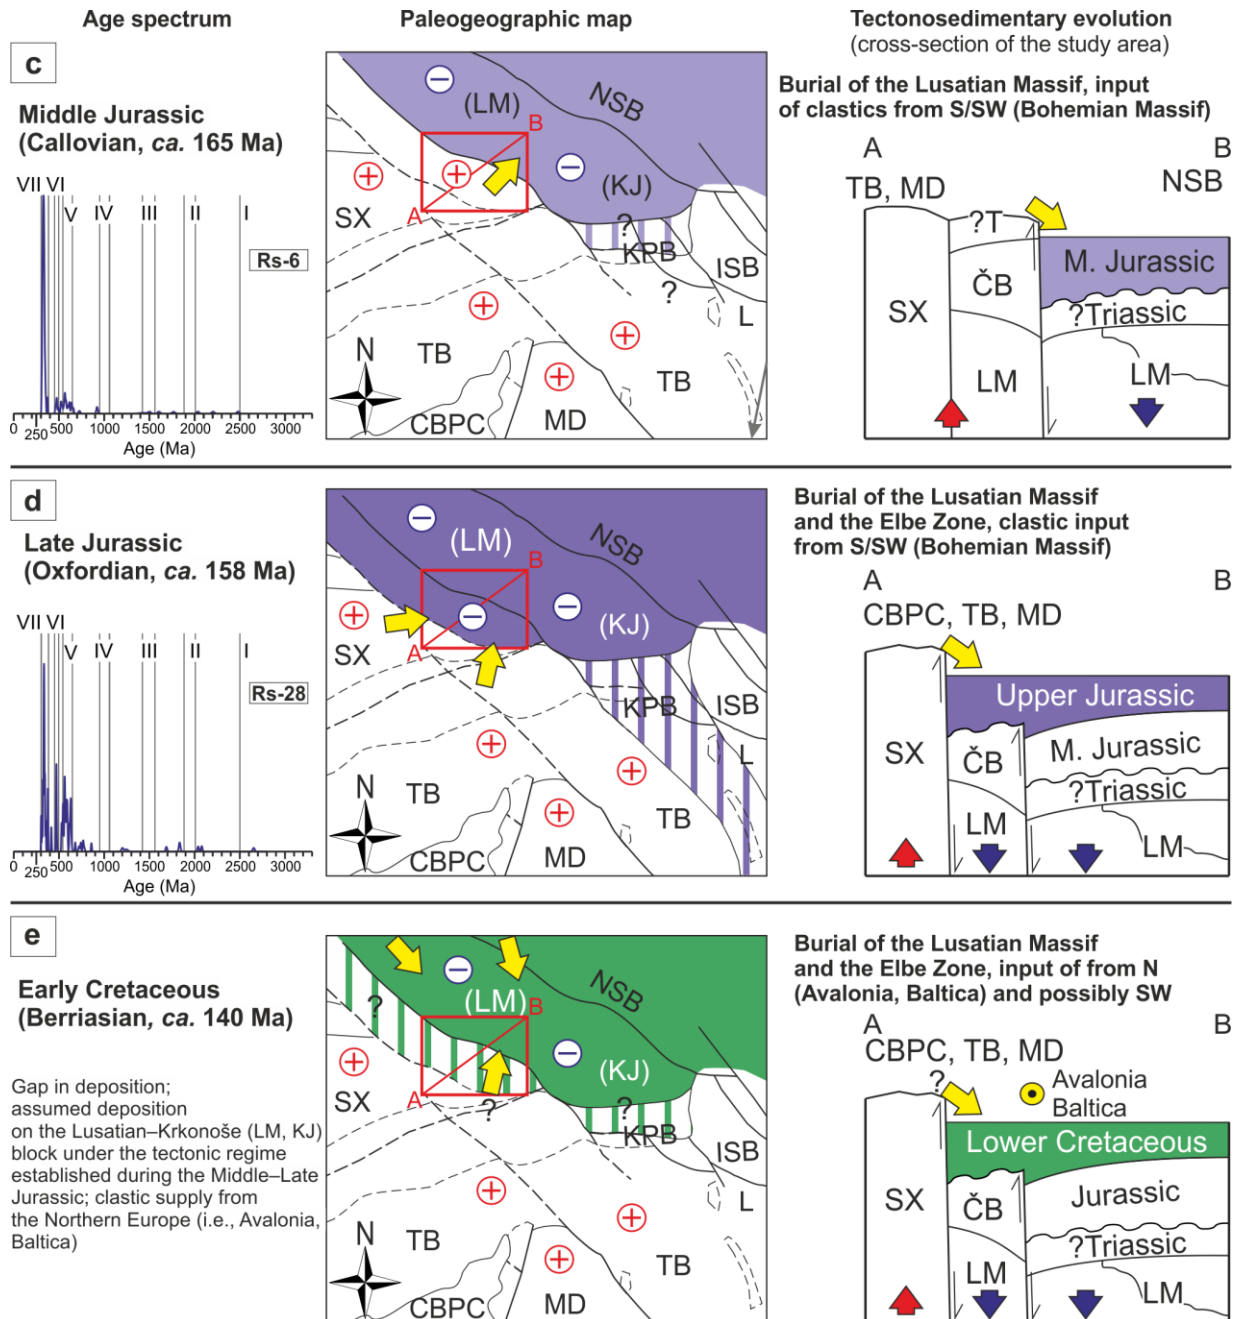 Age spectrum
Paleogeographic map
Tectonosedimentary evolution
(cross-section of the study area)
c
Middle Jurassic
(Callovian, ca. 165 Ma)
VII VI
V IV III II I
Rs-6
0 250 500 1000 1500 2000 2500 3000
Age (Ma)
(LM)
NSB
B
(KJ)
A
SX
?
KPB
ISB
?
L
N
TB
TB
CBPC
MD
Burial of the Lusatian Massif, input
of clastics from S/SW (Bohemian Massif)
A B
TB, MD NSB
?T
M. Jurassic
ČB
SX
?Triassic
LM
LM
d
Late Jurassic
(Oxfordian, ca. 158 Ma)
VII VI
V IV III II I
Rs-28
0 250 500 1000 1500 2000 2500 3000
Age (Ma)
(LM)
NSB
B
(KJ)
A
SX
KPB
ISB
L
N
TB
TB
CBPC
MD
Burial of the Lusatian Massif
and the Elbe Zone, clastic input
from S/SW (Bohemian Massif)
A B
CBPC, TB, MD
Upper Jurassic
SX
ČB
M. Jurassic
?Triassic
LM
LM
e
Early Cretaceous
(Berriasian, ca. 140 Ma)
Gap in deposition;
assumed deposition
on the Lusatian–Krkonoše (LM, KJ)
block under the tectonic regime
established during the Middle–Late
Jurassic; clastic supply from
the Northern Europe (i.e., Avalonia,
Baltica)
?
(LM)
NSB
B
(KJ)
A
SX
?
?
KPB
ISB
L
N
TB
TB
CBPC
MD
Burial of the Lusatian Massif
and the Elbe Zone, input of from N
(Avalonia, Baltica) and possibly SW
A B
CBPC, TB, MD
?
Avalonia
Baltica
Lower Cretaceous
SX
ČB
Jurassic
?Triassic
LM
LM